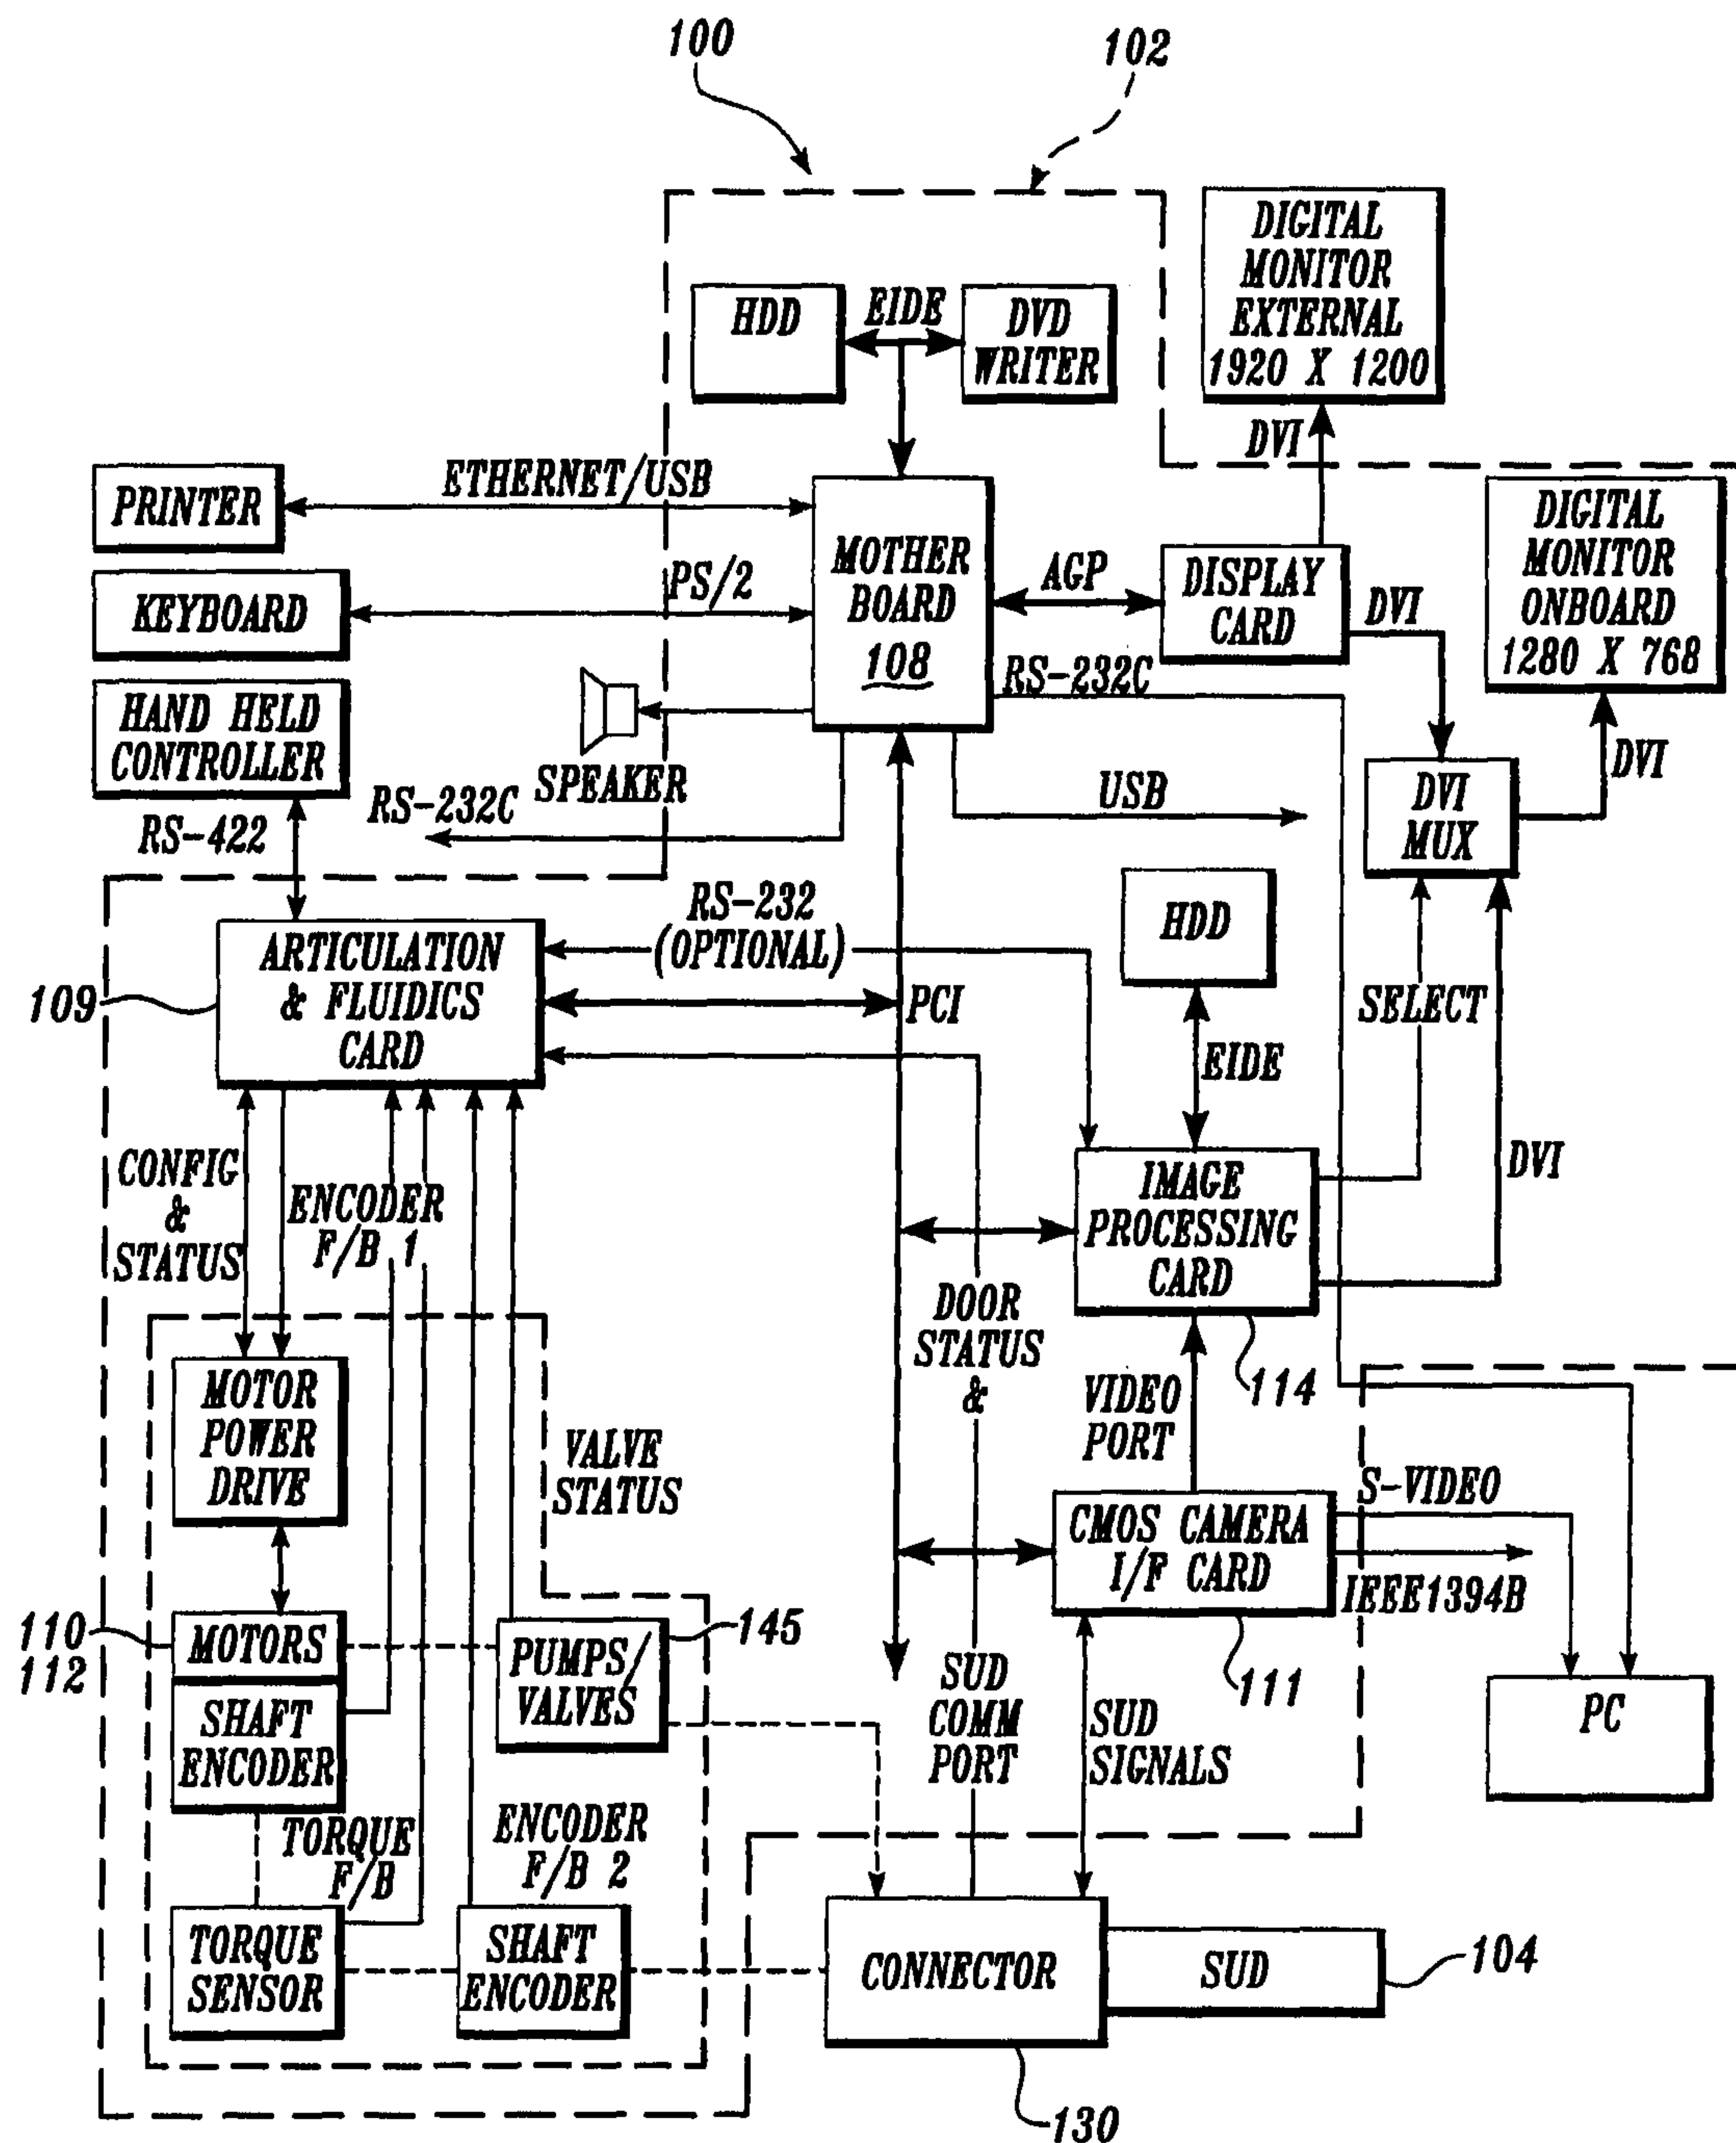 100
102
DIGITAL
MONITOR
EXTERNAL
1920 X 1200
HDD
EIDE
DVD
WRITER
DVI
PRINTER
ETHERNET/USB
MOTHER
BOARD
108
DIGITAL
MONITOR
ONBOARD
1280 X 768
KEYBOARD
PS/2
AGP
DISPLAY
CARD
DVI
RS-232C
HAND HELD
CONTROLLER
SPEAKER
RS-422
RS-232C
USB
DVI
MUX
DVI
RS-232
(OPTIONAL)
HDD
109
ARTICULATION
& FLUIDICS
CARD
PCI
SELECT
EIDE
CONFIG
&
STATUS
ENCODER
F/B 1
IMAGE
PROCESSING
CARD
DVI
DOOR
STATUS
&
114
MOTOR
POWER
DRIVE
VALVE
STATUS
VIDEO
PORT
S-VIDEO
CMOS CAMERA
I/F CARD
IEEE1394B
110
112
MOTORS
145
PUMPS/
VALVES
SUD
COMM
PORT
SUD
SIGNALS
111
PC
SHAFT
ENCODER
TORQUE
F/B
ENCODER
F/B 2
TORQUE
SENSOR
SHAFT
ENCODER
CONNECTOR
SUD
104
130